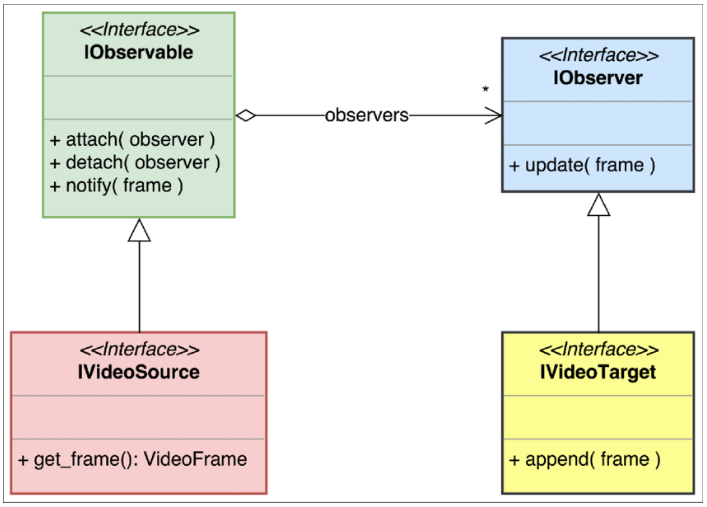 <<Interface>>
IObservable
+ attach( observer )
+ detach( observer )
+ notify( frame )
observers
*
<<Interface>>
IObserver
+ update( frame )
<<Interface>>
IVideoSource
+ get_frame(): VideoFrame
<<Interface>>
IVideoTarget
+ append( frame )